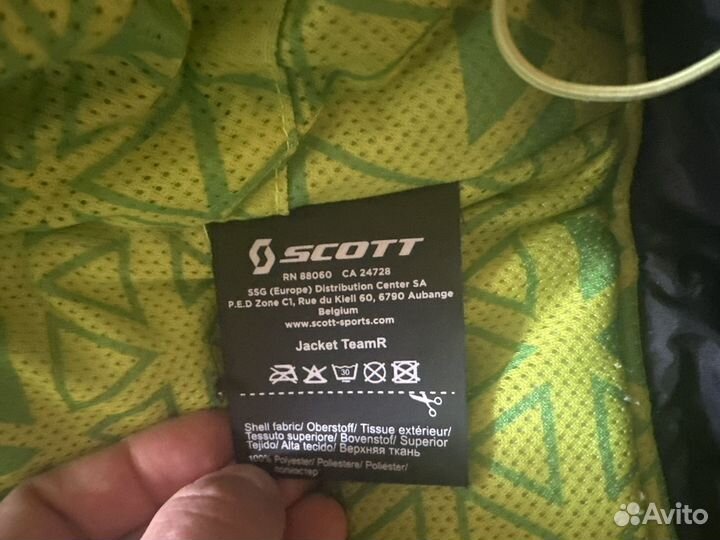 SCOTT
RN 88060 CA 24728
SSG (Europe) Distribution Center SA
P.E.D Zone C1, Rue du Kiell 60, 6790 Aubange
Belgium
www.scott-sports.com
Jacket TeamR
30
Shell fabric/ Oberstoff/ Tissue extérieur/
Tessuto superiore/ Bovenstof/ Superior
Tejido/ Alta tecido/ Верхняя ткань
100% Polyester/ Poliestere/ Poliéster/
полиэстер
Avito